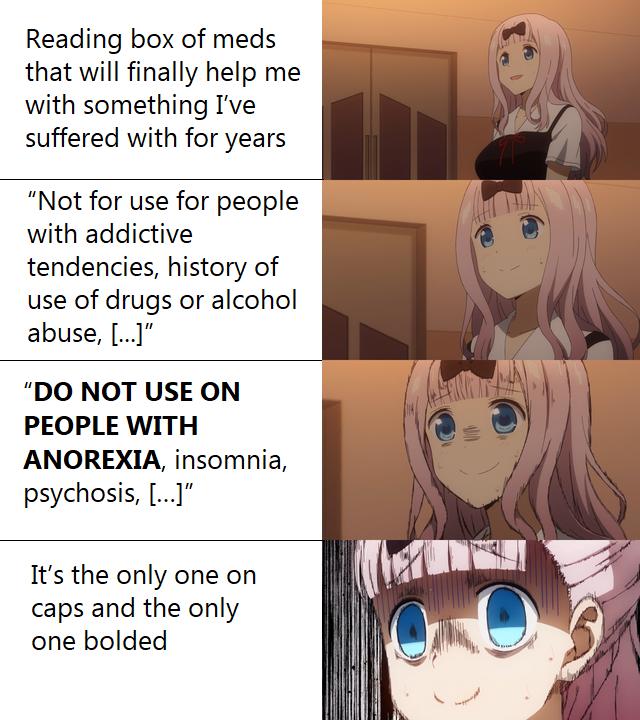 Reading box of meds
that will finally help me
with something I've
suffered with for years
“Not for use for people
with addictive
tendencies, history of
use of drugs or alcohol
abuse, [...]”
“DO NOT USE ON
PEOPLE WITH
ANOREXIA, insomnia,
psychosis, [...]”
It's the only one on
caps and the only
one bolded